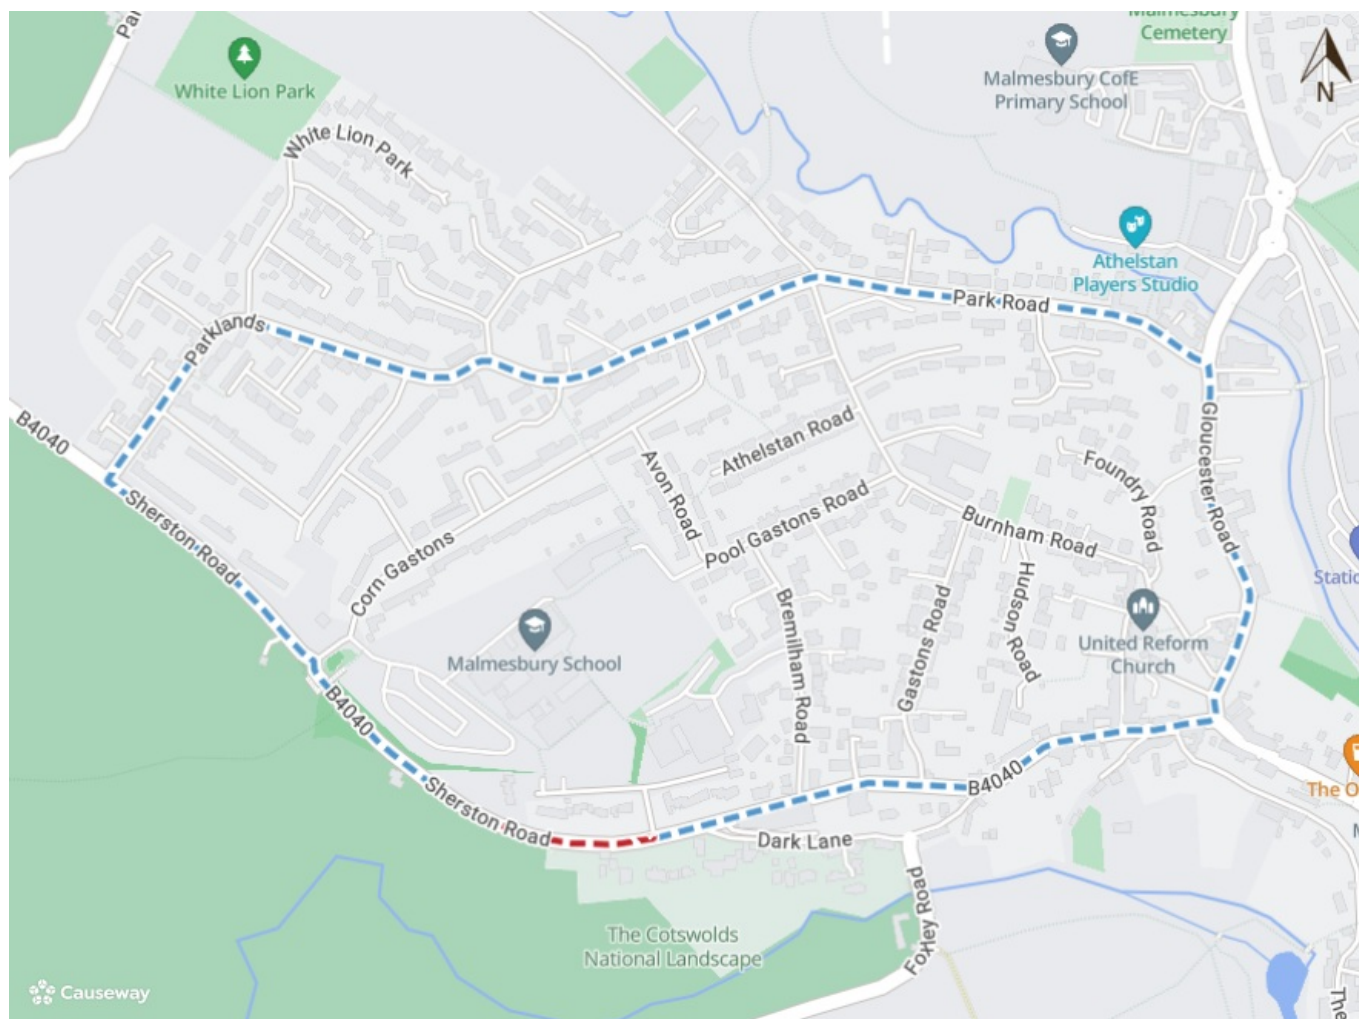 Malmesbury
Cemetery
Malmesbury CofE
Primary School
N
White Lion Park
White Lion Park
Athelstan
Players Studio
Park Road
Parklands
B4040
Gloucester Road
Athelstan Road
Foundry Road
Avon Road
Sherston Road
Burnham Road
Pool Gastons Road
Corn Gastons
Hudson Road
Bremilham Road
Gastons Road
United Reform
Church
Malmesbury School
B4040
B4040
Sherston Road
The O
Dark Lane
Foxley Road
The Cotswolds
National Landscape
The
Causeway